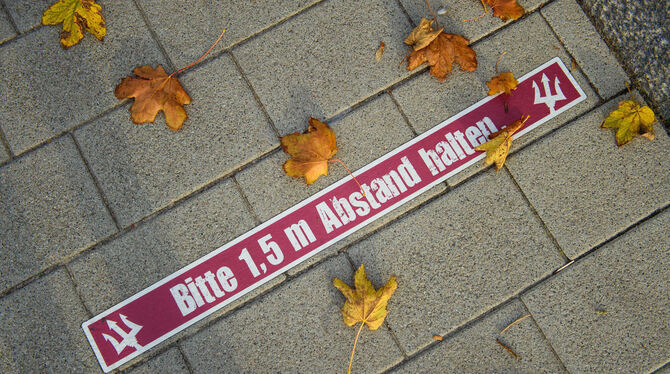 Bitte 1,5 m Abstand halten